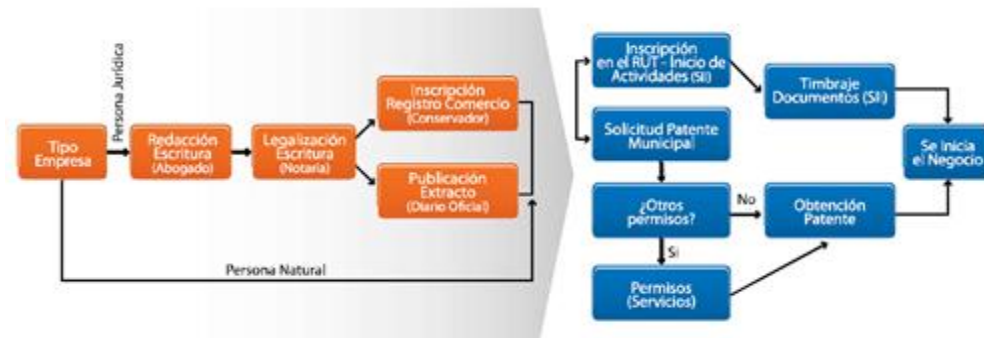 Persona Jurídica
Tipo
Empresa
Redacción
Escritura
(Abogado)
Legalización
Escritura
(Notaría)
Inscripción
Registro Comercio
(Conservador)
Publicación
Extracto
(Diario Oficial)
Persona Natural
Inscripción
en el RUT - Inicio de
Actividades (SII)
Timbraje
Documentos (SII)
Solicitud Patente
Municipal
Se Inicia
el Negocio
¿Otros
permisos?
No
Obtención
Patente
Si
Permisos
(Servicios)